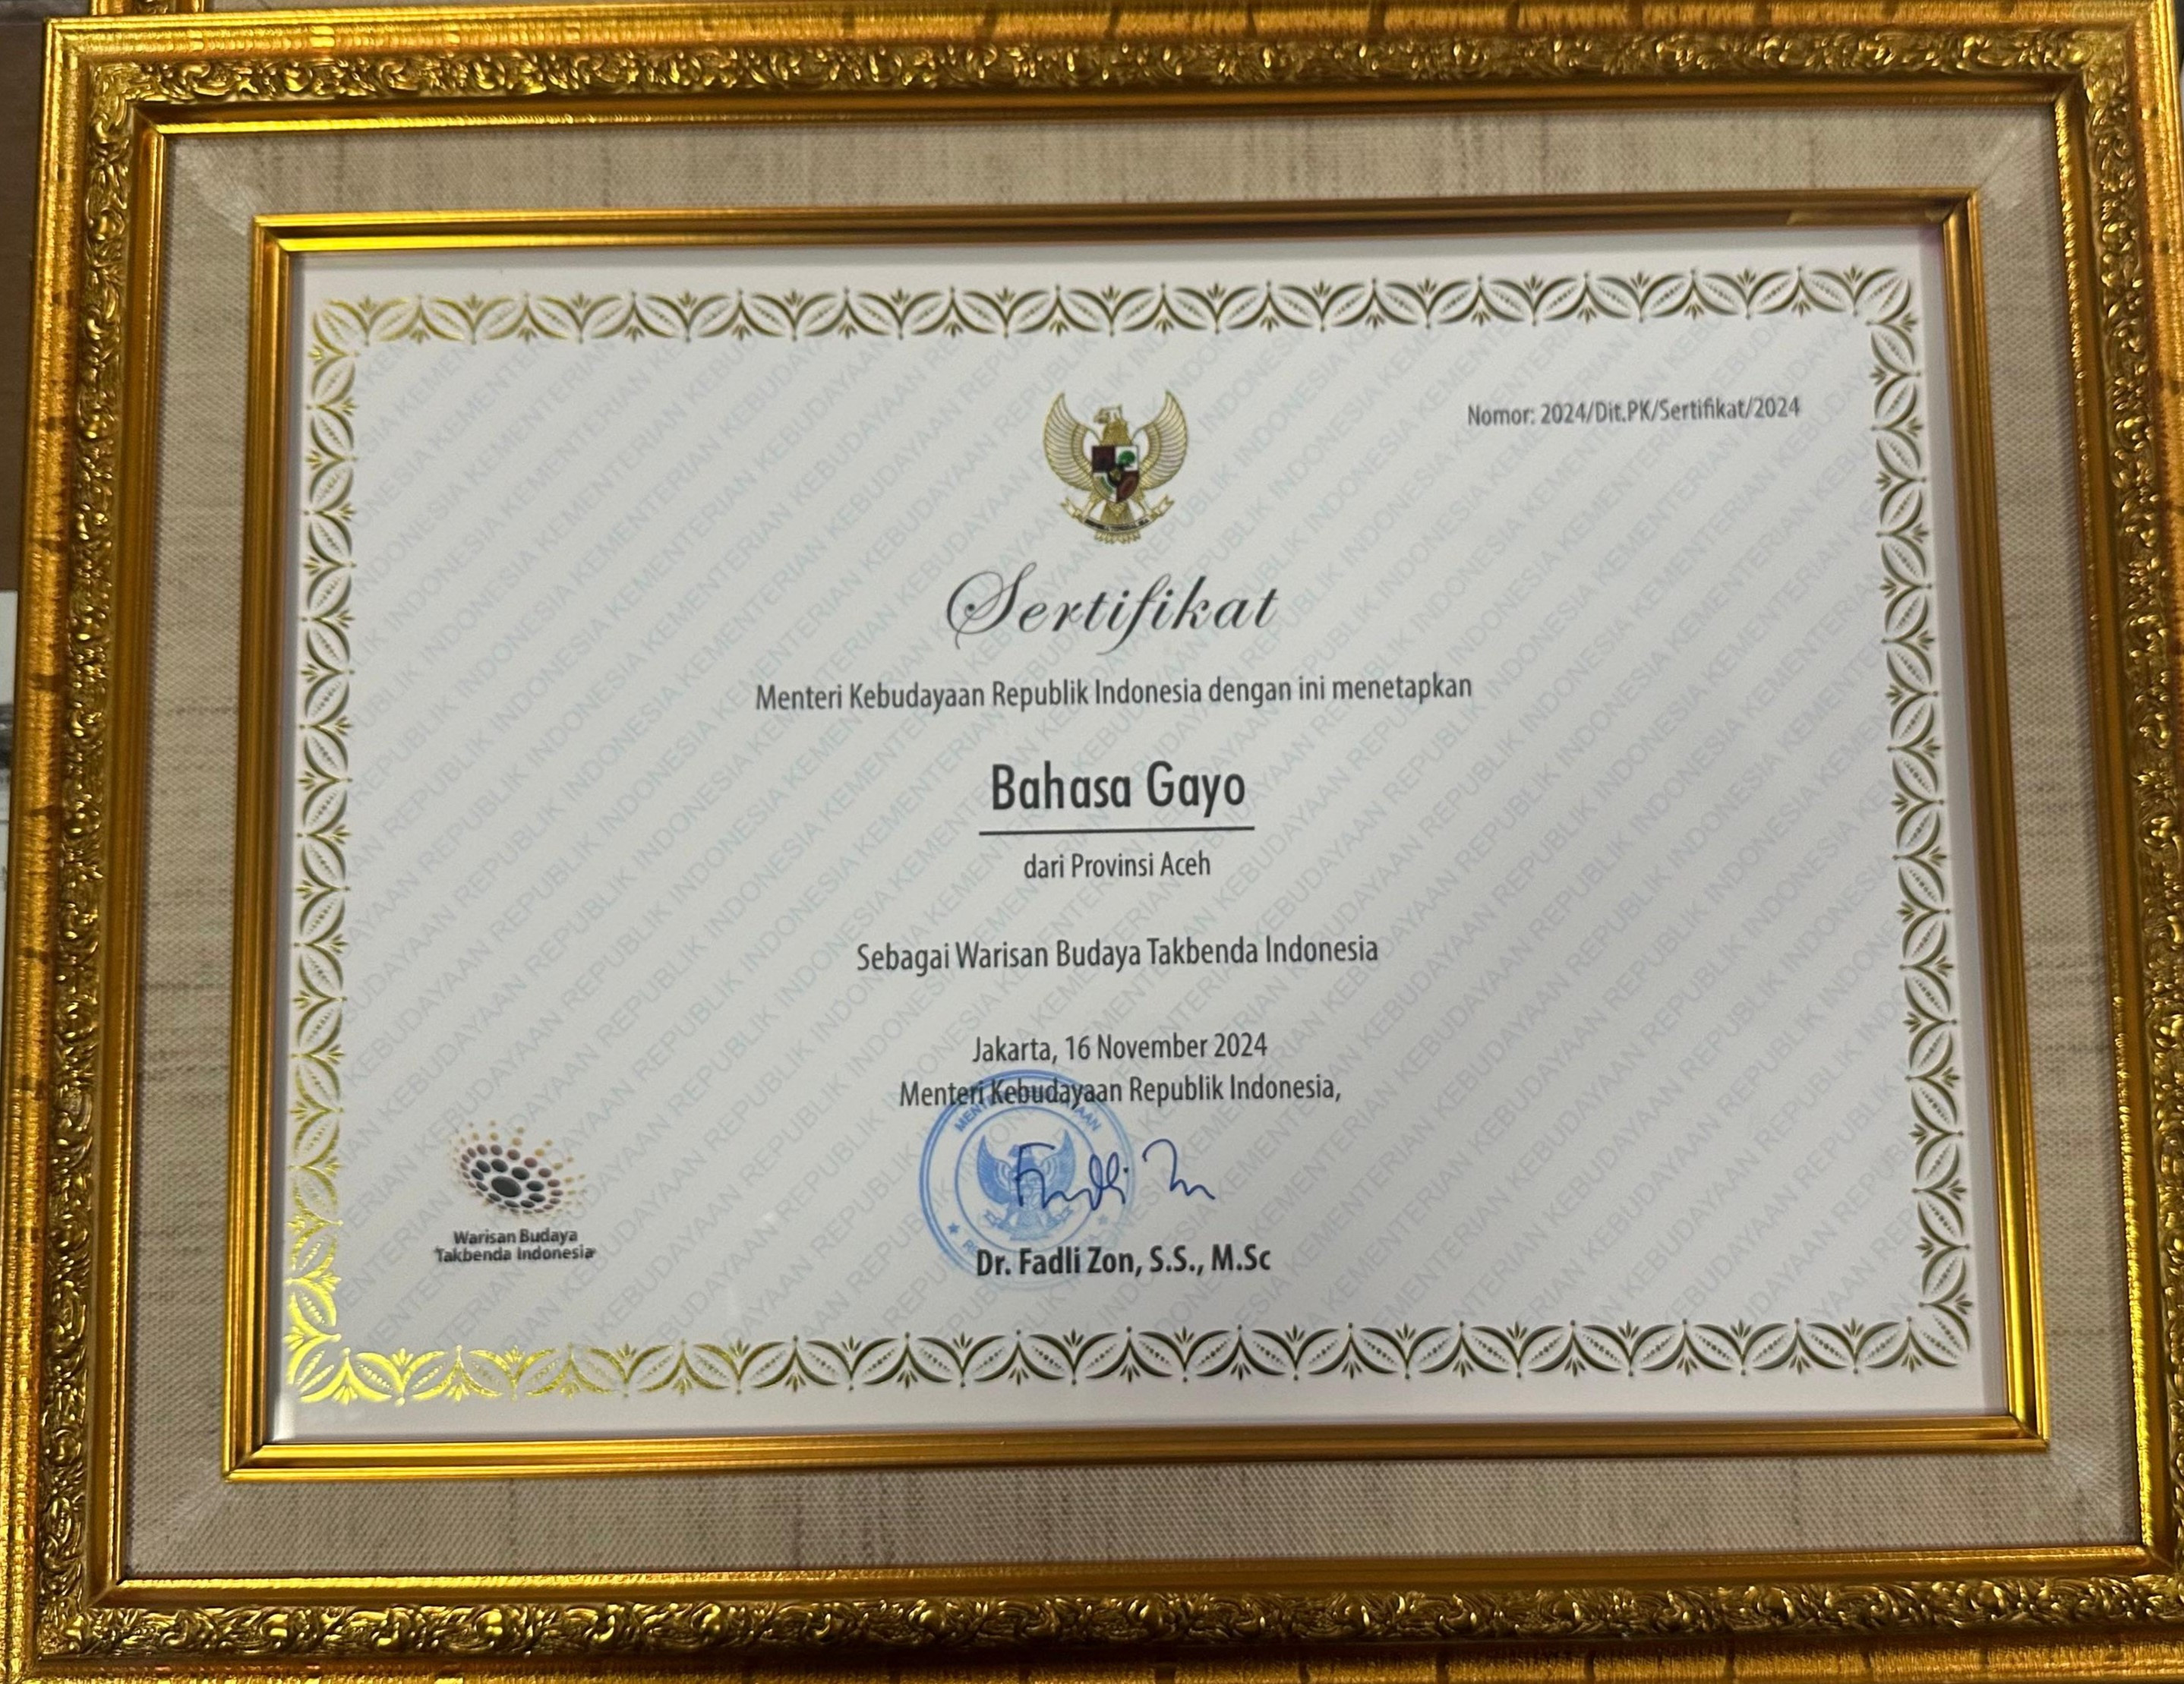 Nomor: 2024/Dit.PK/Sertifikat/2024
Sertifikat
Menteri Kebudayaan Republik Indonesia dengan ini menetapkan
Bahasa Gayo
dari Provinsi Aceh
Sebagai Warisan Budaya Takbenda Indonesia
Jakarta, 16 November 2024
Menteri Kebudayaan Republik Indonesia,
Dr. Fadli Zon, S.S., M.Sc
Warisan Budaya
Takbenda Indonesia